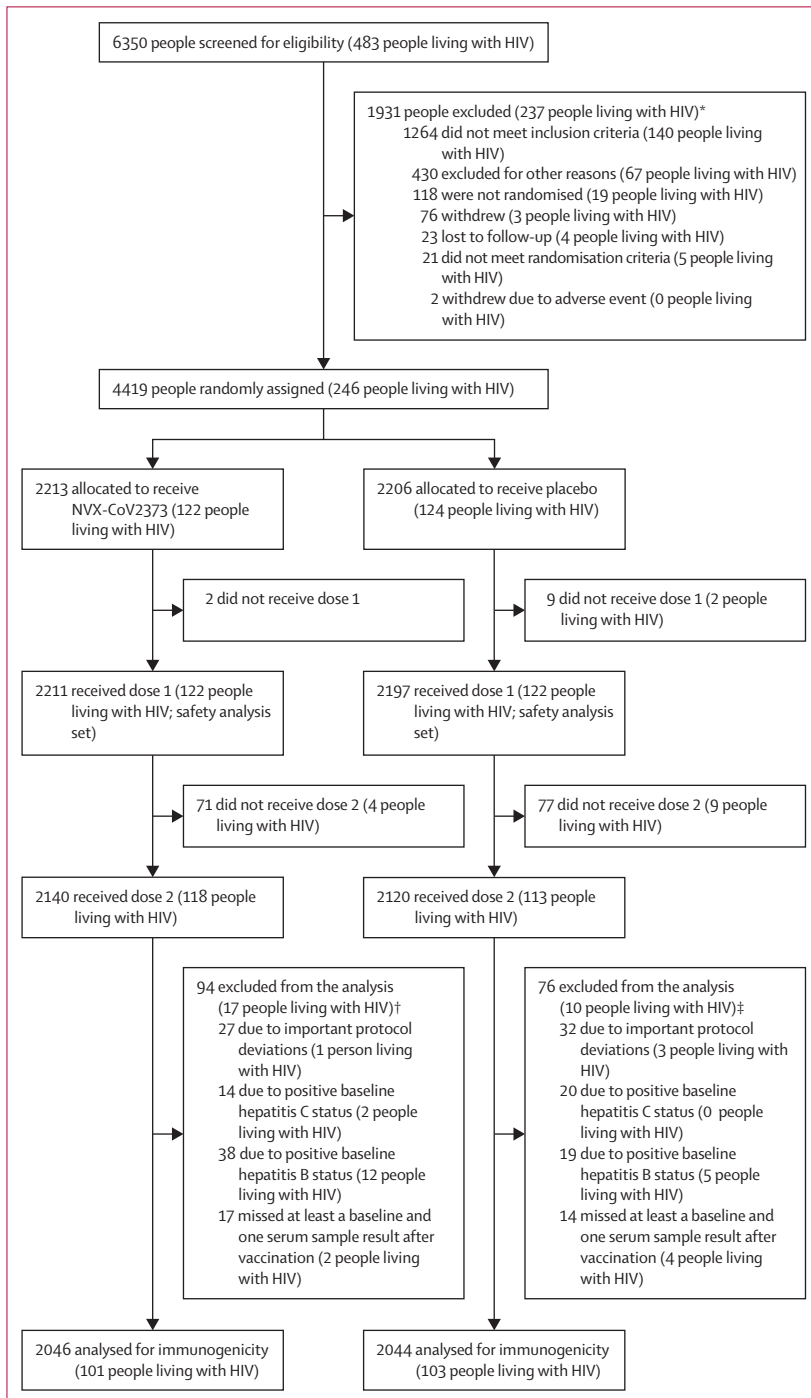 6350 people screened for eligibility (483 people living with HIV)
1931 people excluded (237 people living with HIV)*
1264 did not meet inclusion criteria (140 people living
with HIV)
430 excluded for other reasons (67 people living with HIV)
118 were not randomised (19 people living with HIV)
76 withdrew (3 people living with HIV)
23 lost to follow-up (4 people living with HIV)
21 did not meet randomisation criteria (5 people living
with HIV)
2 withdrew due to adverse event (0 people living
with HIV)
4419 people randomly assigned (246 people living with HIV)
2213 allocated to receive
NVX-CoV2373 (122 people
living with HIV)
2206 allocated to receive placebo
(124 people living with HIV)
2 did not receive dose 1
9 did not receive dose 1 (2 people
living with HIV)
2211 received dose 1 (122 people
living with HIV; safety analysis
set)
2197 received dose 1 (122 people
living with HIV; safety analysis
set)
71 did not receive dose 2 (4 people
living with HIV)
77 did not receive dose 2 (9 people
living with HIV)
2140 received dose 2 (118 people
living with HIV)
2120 received dose 2 (113 people
living with HIV)
94 excluded from the analysis
(17 people living with HIV)†
27 due to important protocol
deviations (1 person living
with HIV)
14 due to positive baseline
hepatitis C status (2 people
living with HIV)
38 due to positive baseline
hepatitis B status (12 people
living with HIV)
17 missed at least a baseline and
one serum sample result after
vaccination (2 people living
with HIV)
76 excluded from the analysis
(10 people living with HIV)‡
32 due to important protocol
deviations (3 people living with
HIV)
20 due to positive baseline
hepatitis C status (0 people
living with HIV)
19 due to positive baseline
hepatitis B status (5 people
living with HIV)
14 missed at least a baseline and
one serum sample result after
vaccination (4 people living
with HIV)
2046 analysed for immunogenicity
(101 people living with HIV)
2044 analysed for immunogenicity
(103 people living with HIV)